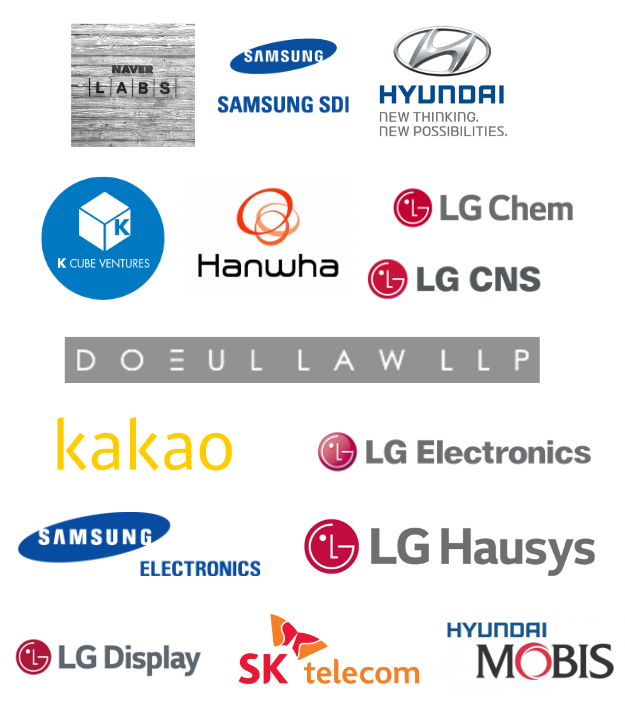 NAVER
LABS
SAMSUNG
SAMSUNG SDI
HYUNDAI
NEW THINKING.
NEW POSSIBILITIES.
K
K CUBE VENTURES
Hanwha
LG Chem
LG CNS
DOΞUL LAW LLP
kakao
LG Electronics
SAMSUNG
ELECTRONICS
LG Hausys
LG Display
SK telecom
HYUNDAI
MOBIS